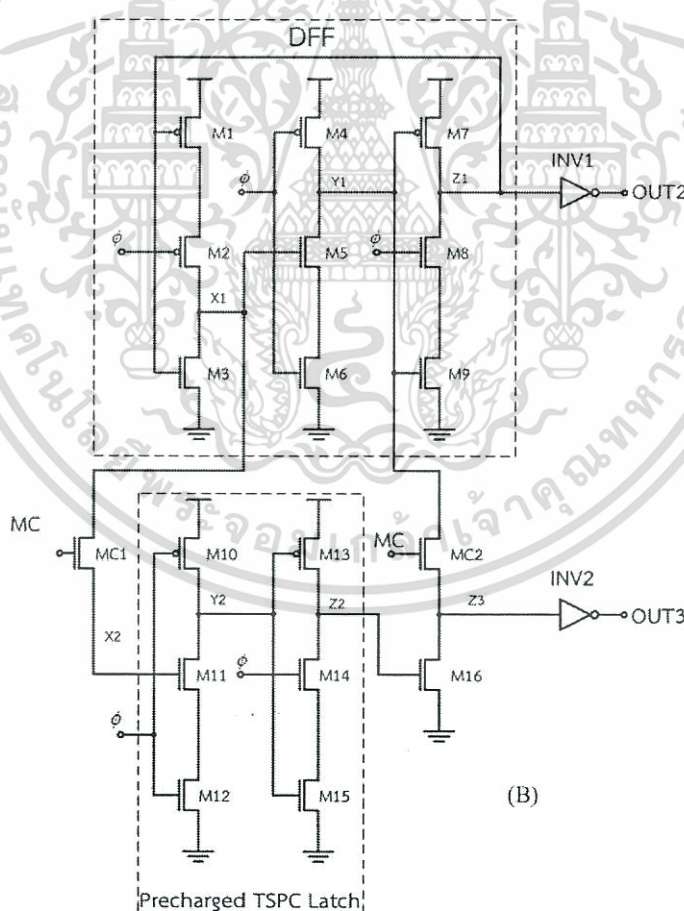 DFF
M1
M4
M7
INV1
ϕ
Y1
Z1
OUT2
ϕ
M2
M5
ϕ
M8
X1
M3
M6
M9
MC
MC1
M10
M13
MC
MC2
INV2
Y2
Z2
Z3
OUT3
X2
M11
ϕ
M14
M16
ϕ
M12
M15
(B)
Precharged TSPC Latch